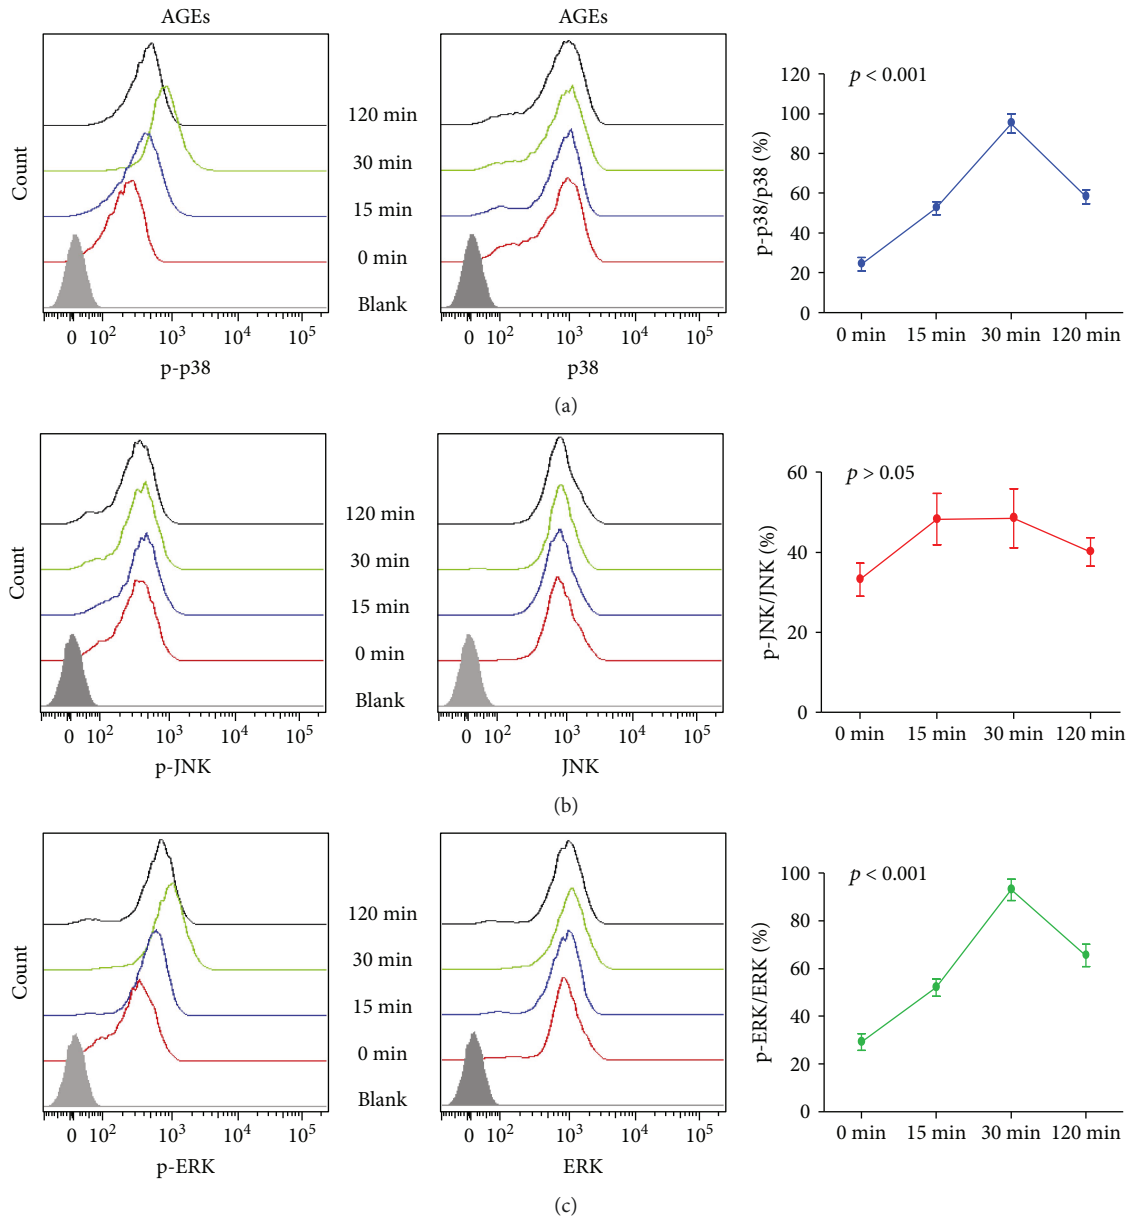 AGEs
AGEs
Count
120 min
30 min
15 min
0 min
Blank
0 10² 10³ 10⁴ 10⁵
p-p38
0 10² 10³ 10⁴ 10⁵
p38
p < 0.001
p-p38/p38 (%)
120
100
80
60
40
20
0
0 min 15 min 30 min 120 min
(a)
Count
120 min
30 min
15 min
0 min
Blank
0 10² 10³ 10⁴ 10⁵
p-JNK
0 10² 10³ 10⁴ 10⁵
JNK
p > 0.05
p-JNK/JNK (%)
60
40
20
0
0 min 15 min 30 min 120 min
(b)
Count
120 min
30 min
15 min
0 min
Blank
0 10² 10³ 10⁴ 10⁵
p-ERK
0 10² 10³ 10⁴ 10⁵
ERK
p < 0.001
p-ERK/ERK (%)
100
80
60
40
20
0
0 min 15 min 30 min 120 min
(c)